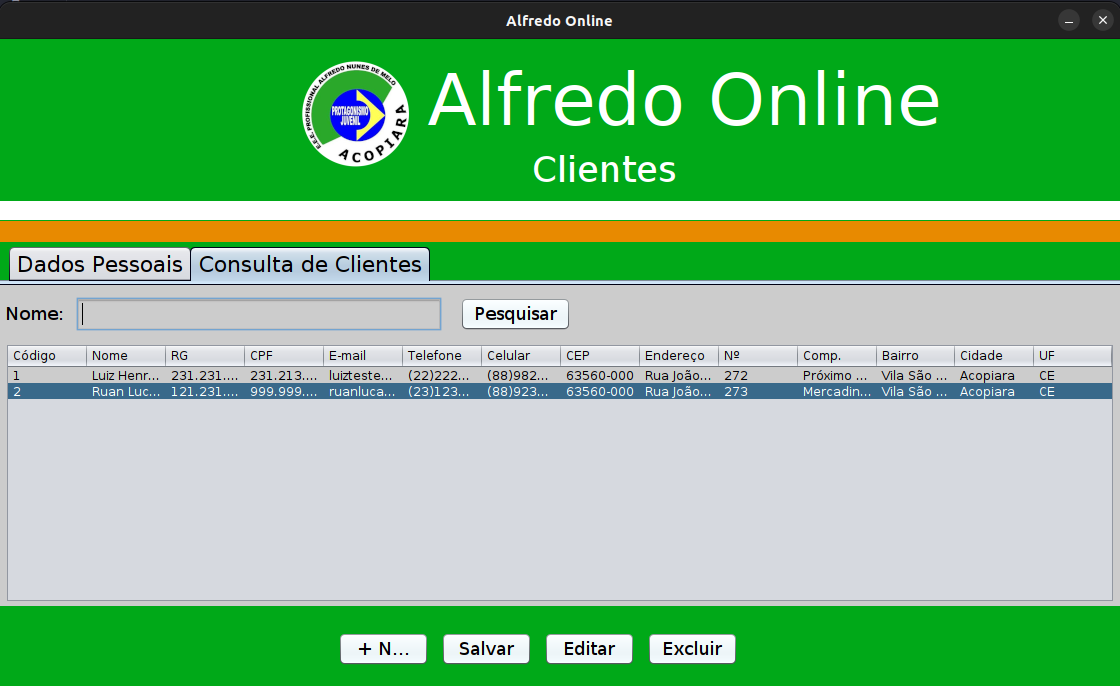 Alfredo Online
E.E.E. PROFISSIONAL ALFREDO NUNES DE MELO
PROTAGONISMO
JUVENIL
ACOPIARA
Alfredo Online
Clientes
Dados Pessoais Consulta de Clientes
Nome: Pesquisar
Código Nome RG CPF E-mail Telefone Celular CEP Endereço Nº Comp. Bairro Cidade UF
1 Luiz Henr... 231.231.... 231.213.... luizteste... (22)222... (88)982... 63560-000 Rua João... 272 Próximo ... Vila São ... Acopiara CE
2 Ruan Luc... 121.231.... 999.999.... ruanluca... (23)123... (88)923... 63560-000 Rua João... 273 Mercadin... Vila São ... Acopiara CE
+ N... Salvar Editar Excluir